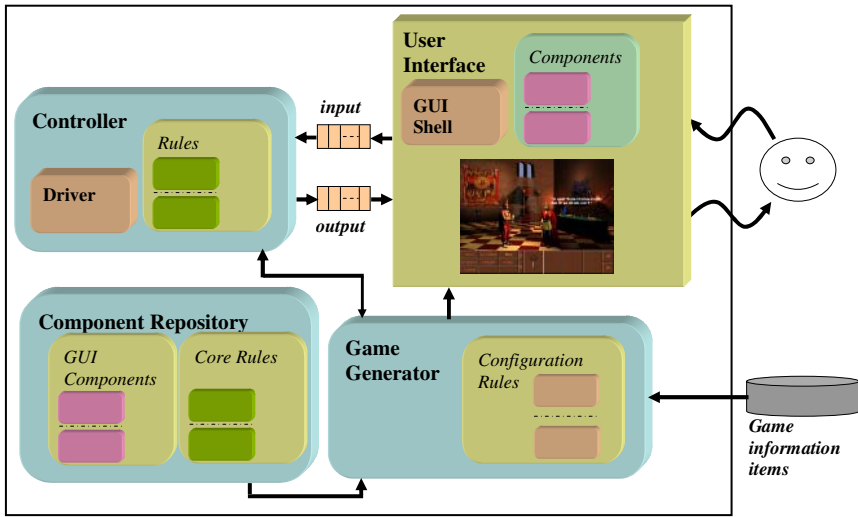 User
Interface
Components
GUI
Shell
input
output
Controller
Rules
Driver
Component Repository
GUI
Components
Core Rules
Game
Generator
Configuration
Rules
Game
information
items